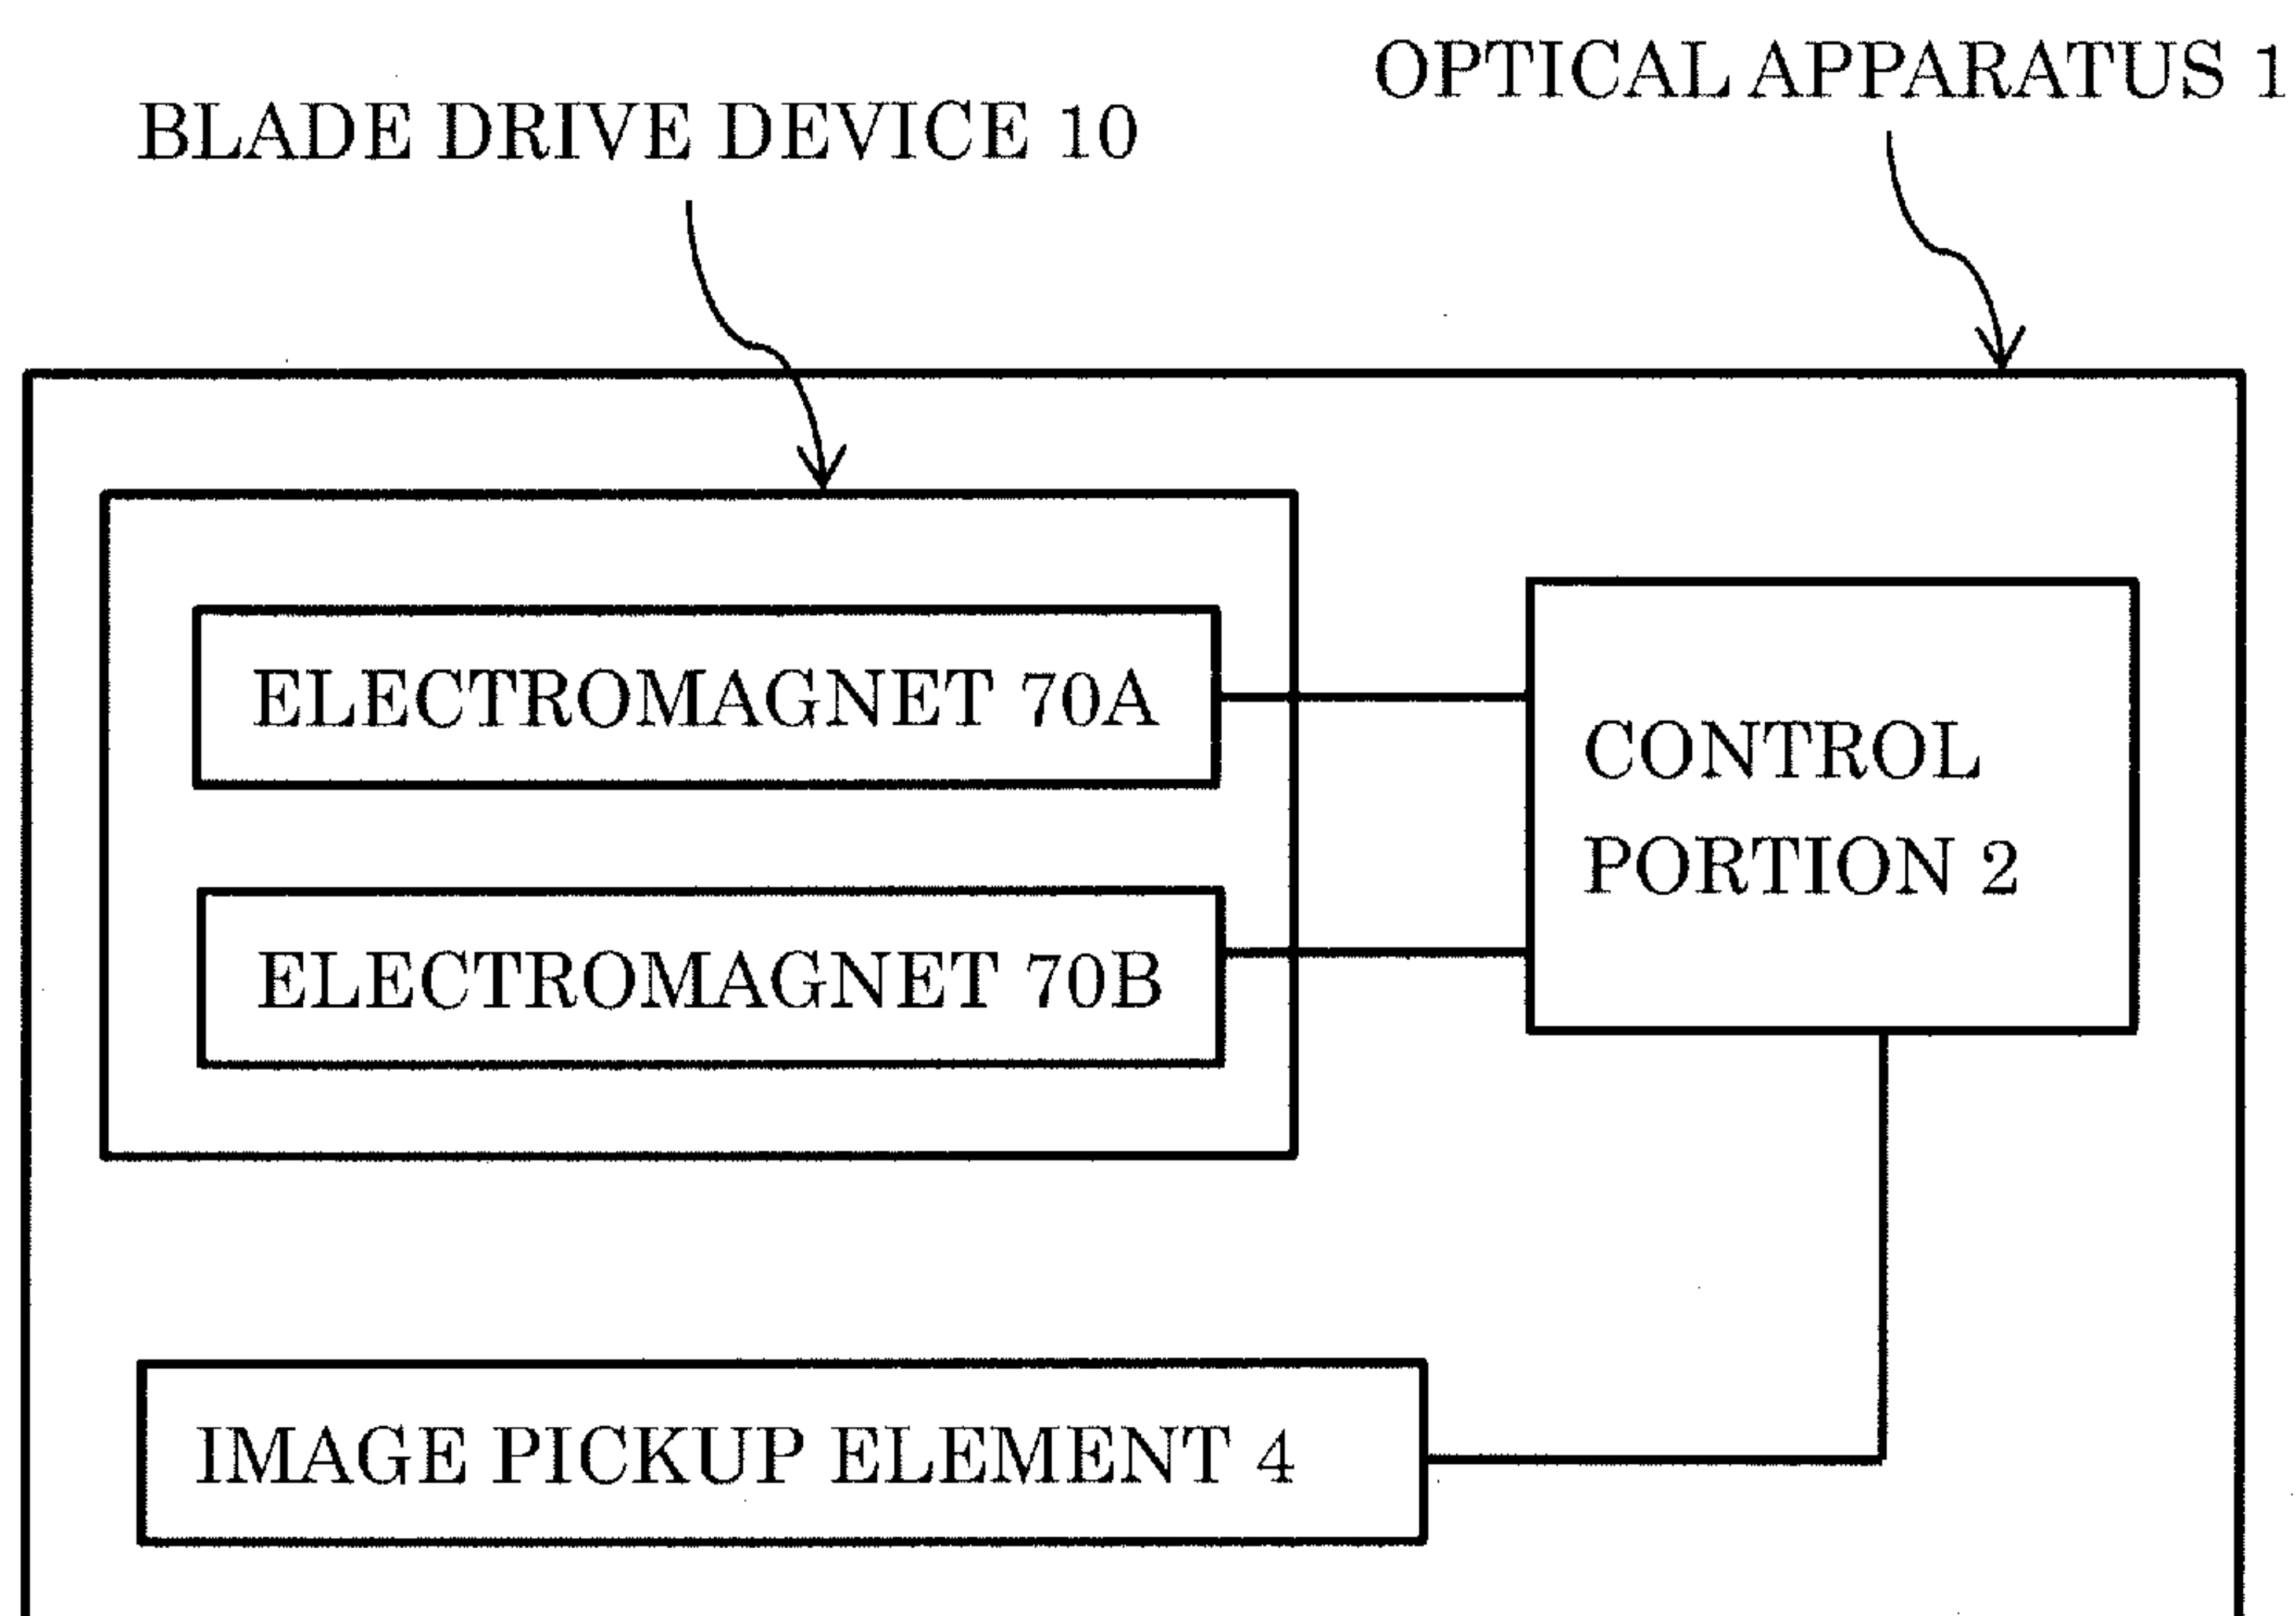 OPTICAL APPARATUS 1
BLADE DRIVE DEVICE 10
ELECTROMAGNET 70A
CONTROL
PORTION 2
ELECTROMAGNET 70B
IMAGE PICKUP ELEMENT 4